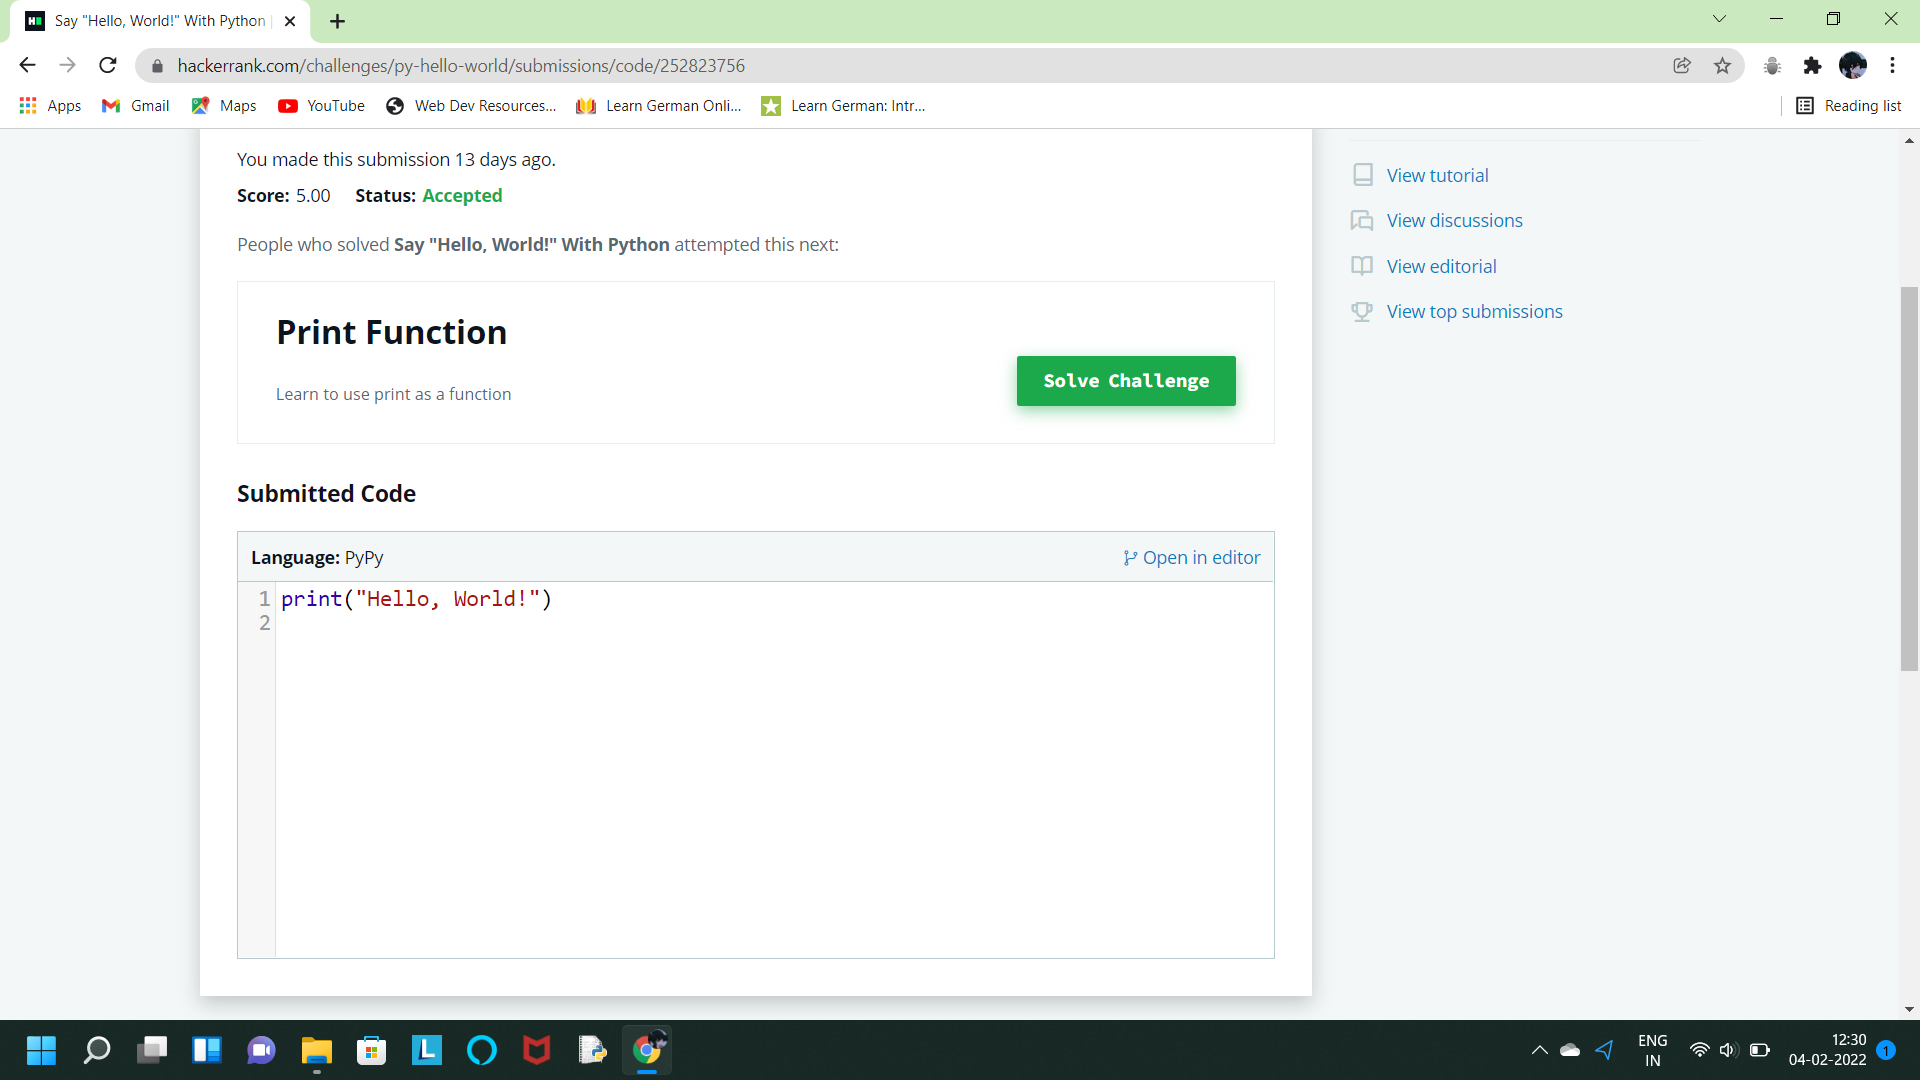 Say "Hello, World!" With Python
hackerrank.com/challenges/py-hello-world/submissions/code/252823756
Apps
Gmail
Maps
YouTube
Web Dev Resources...
Learn German Onli...
Learn German: Intr...
Reading list
You made this submission 13 days ago.
Score: 5.00 Status: Accepted
People who solved Say "Hello, World!" With Python attempted this next:
Print Function
Learn to use print as a function
Solve Challenge
View tutorial
View discussions
View editorial
View top submissions
Submitted Code
Language: PyPy
Open in editor
1 print("Hello, World!")
2
ENG
IN
12:30
04-02-2022
1